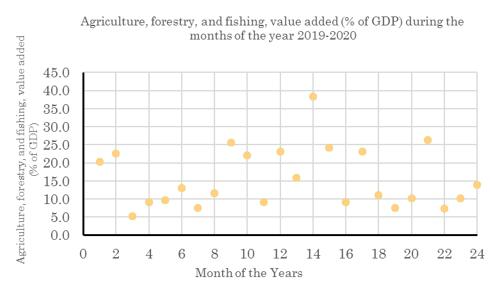 Agriculture, forestry, and fishing, value added (% of GDP) during the
months of the year 2019-2020
Agriculture, forestry, and fishing, value added
(% of GDP)
45.0
40.0
35.0
30.0
25.0
20.0
15.0
10.0
5.0
0.0
0 2 4 6 8 10 12 14 16 18 20 22 24
Month of the Years